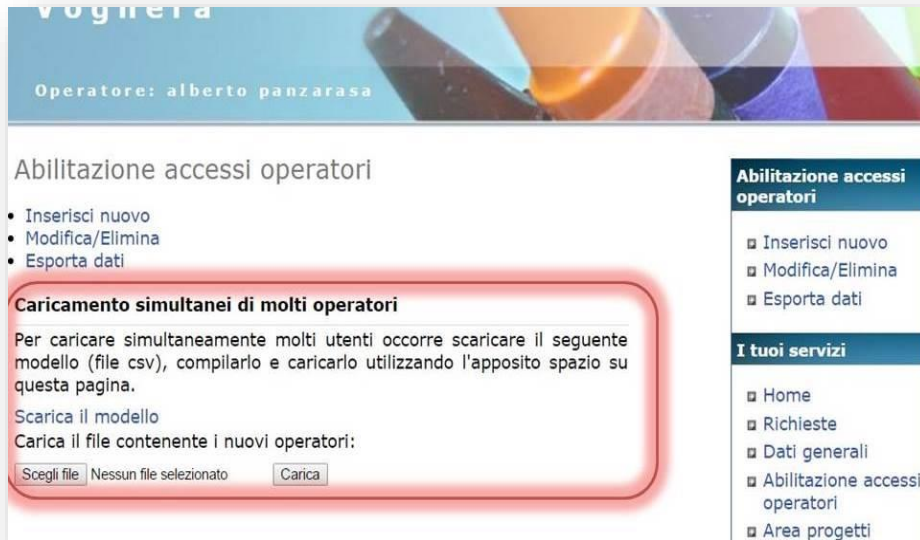 Voghera
Operatore: alberto panzarasa
Abilitazione accessi operatori
Inserisci nuovo
Modifica/Elimina
Esporta dati
Caricamento simultanei di molti operatori
Per caricare simultaneamente molti utenti occorre scaricare il seguente
modello (file csv), compilarlo e caricarlo utilizzando l'apposito spazio su
questa pagina.
Scarica il modello
Carica il file contenente i nuovi operatori:
Scegli file Nessun file selezionato Carica
Abilitazione accessi
operatori
Inserisci nuovo
Modifica/Elimina
Esporta dati
I tuoi servizi
Home
Richieste
Dati generali
Abilitazione accessi
operatori
Area progetti